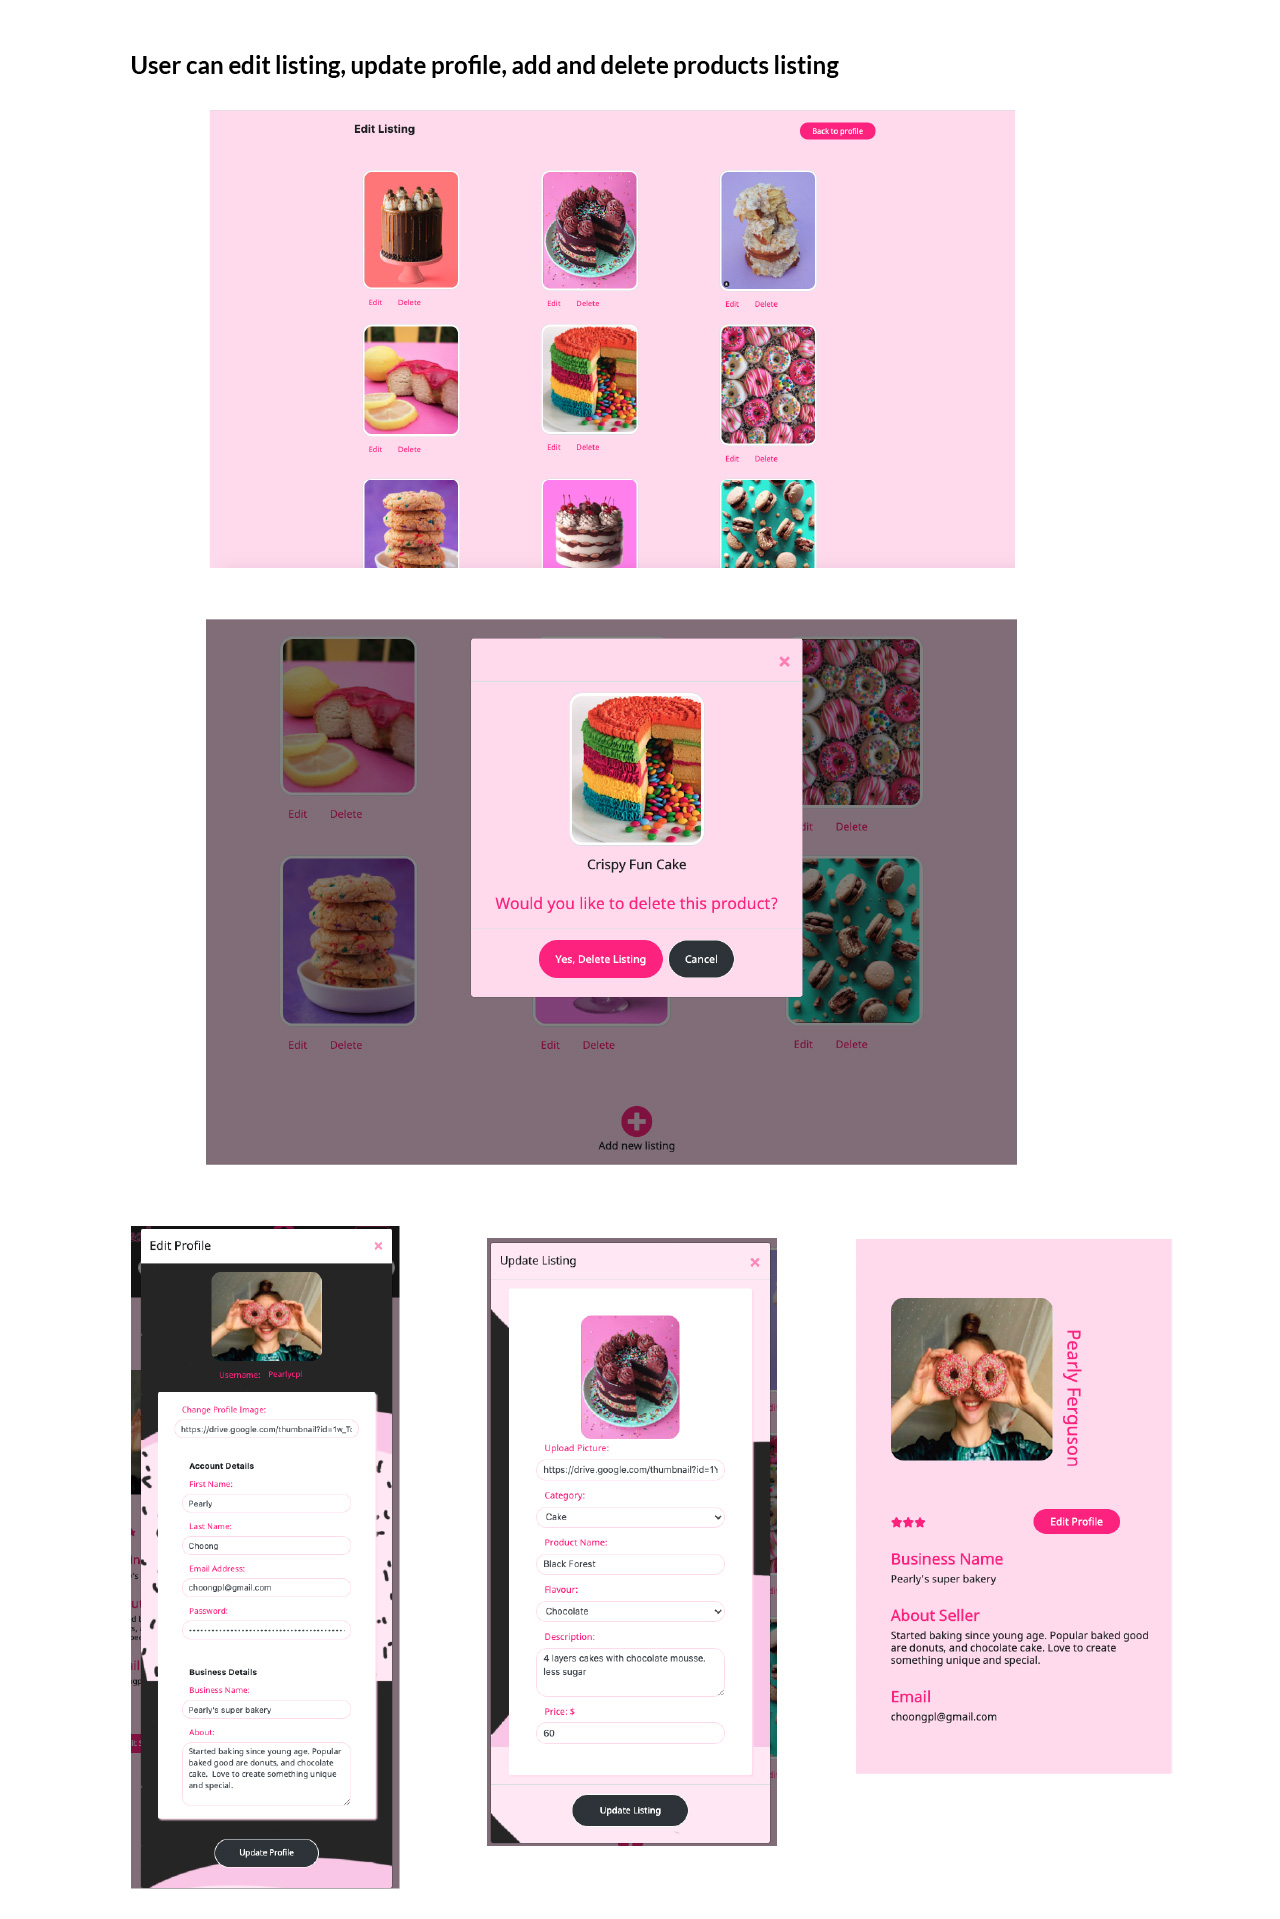 User can edit listing, update profile, add and delete products listing
Edit Listing
Back to profile
Edit Delete
Edit Delete
Edit Delete
Edit Delete
Edit Delete
Edit Delete
Crispy Fun Cake
Would you like to delete this product?
Yes, Delete Listing
Cancel
Edit Delete
dit Delete
Edit Delete
Edit Delete
Edit Delete
Add new listing
Edit Profile
Username: Pearlycpl
Change Profile Image:
https://drive.google.com/thumbnail?id=1w_To
Account Details
First Name:
Pearly
Last Name:
Choong
Email Address:
choongpl@gmail.com
Password:
Business Details
Business Name:
Pearly's super bakery
About:
Started baking since young age. Popular
baked good are donuts, and chocolate
cake. Love to create something unique
and special.
Update Profile
Update Listing
Upload Picture:
https://drive.google.com/thumbnail?id=1Y
Category:
Cake
Product Name:
Black Forest
Flavour:
Chocolate
Description:
4 layers cakes with chocolate mousse.
less sugar
Price: $
60
Update Listing
Pearly Ferguson
Edit Profile
Business Name
Pearly's super bakery
About Seller
Started baking since young age. Popular baked good
are donuts, and chocolate cake. Love to create
something unique and special.
Email
choongpl@gmail.com